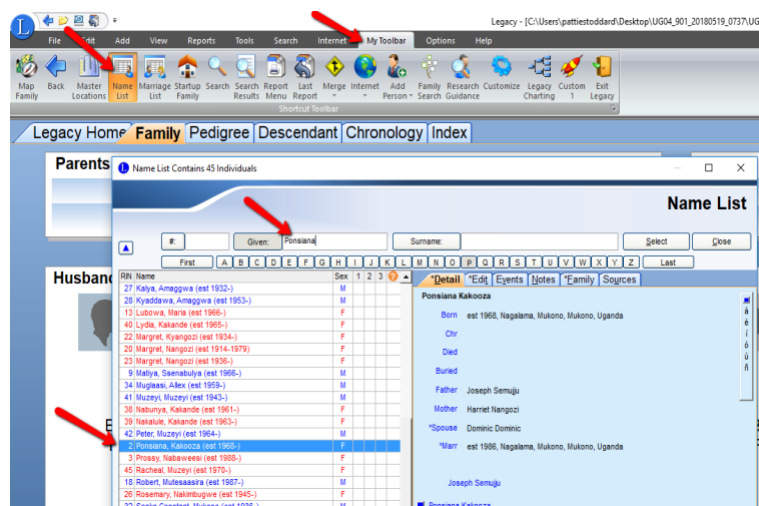 Legacy - [C:\Users\pattiestoddard\Desktop\UG04_901_20180519_0737\UG
File Edit Add View Reports Tools Search Internet My Toolbar Options Help
Map Family Back Master Locations Name List Marriage List Startup Family Search Search Results Report Menu Last Report Merge Internet Add Person Family Search Research Guidance Customize Legacy Charting Custom 1 Exit Legacy
Shortcut Toolbar
Legacy Home Family Pedigree Descendant Chronology Index
Parents
Name List Contains 45 Individuals
Name List
#: Given: Ponsiana Surname: Select Close
First A B C D E F G H I J K L M N O P Q R S T U V W X Y Z Last
Husband
RIN Name Sex 1 2 3
27 Kalya, Amaggwa (est 1932-) M
28 Kyaddawa, Amaggwa (est 1953-) M
13 Lubowa, Maria (est 1966-) F
40 Lydia, Kakande (est 1965-) F
22 Margret, Kyangozi (est 1934-) F
20 Margret, Nangozi (est 1914-1979) F
23 Margret, Nangozi (est 1936-) F
9 Matiya, Ssenabulya (est 1966-) M
34 Muglaasi, Allex (est 1959-) M
41 Muzeyi, Muzeyi (est 1943-) M
38 Nabunya, Kakande (est 1961-) F
39 Nakalule, Kakande (est 1963-) F
42 Peter, Muzeyi (est 1964-) M
2 Ponsiana, Kakooza (est 1968-) F
3 Prossy, Nabaweesi (est 1988-) F
45 Racheal, Muzeyi (est 1970-) F
18 Robert, Mutesaasira (est 1987-) M
26 Rosemary, Nakimbugwe (est 1945-) F
*Detail *Edit Events Notes *Family Sources
Ponsiana Kakooza
Born est 1968, Nagalama, Mukono, Mukono, Uganda
Chr
Died
Buried
Father Joseph Semujju
Mother Harriet Nangozi
*Spouse Dominic Dominic
*Marr est 1986, Nagalama, Mukono, Mukono, Uganda
Joseph Semujju
Ponsiana Kakooza
á
é
í
ó
ú
ñ